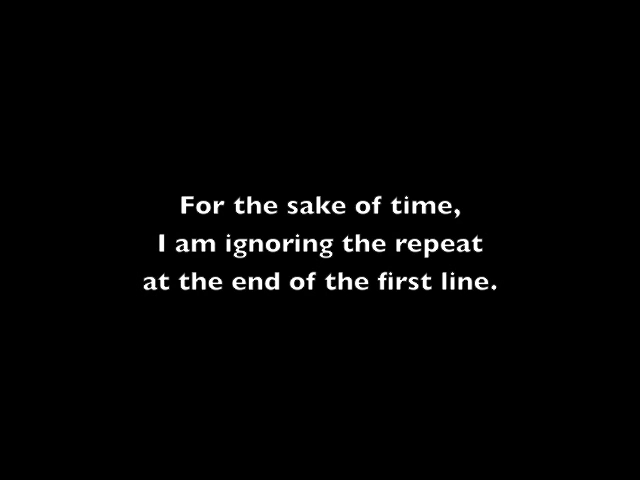 For the sake of time,
I am ignoring the repeat
at the end of the first line.